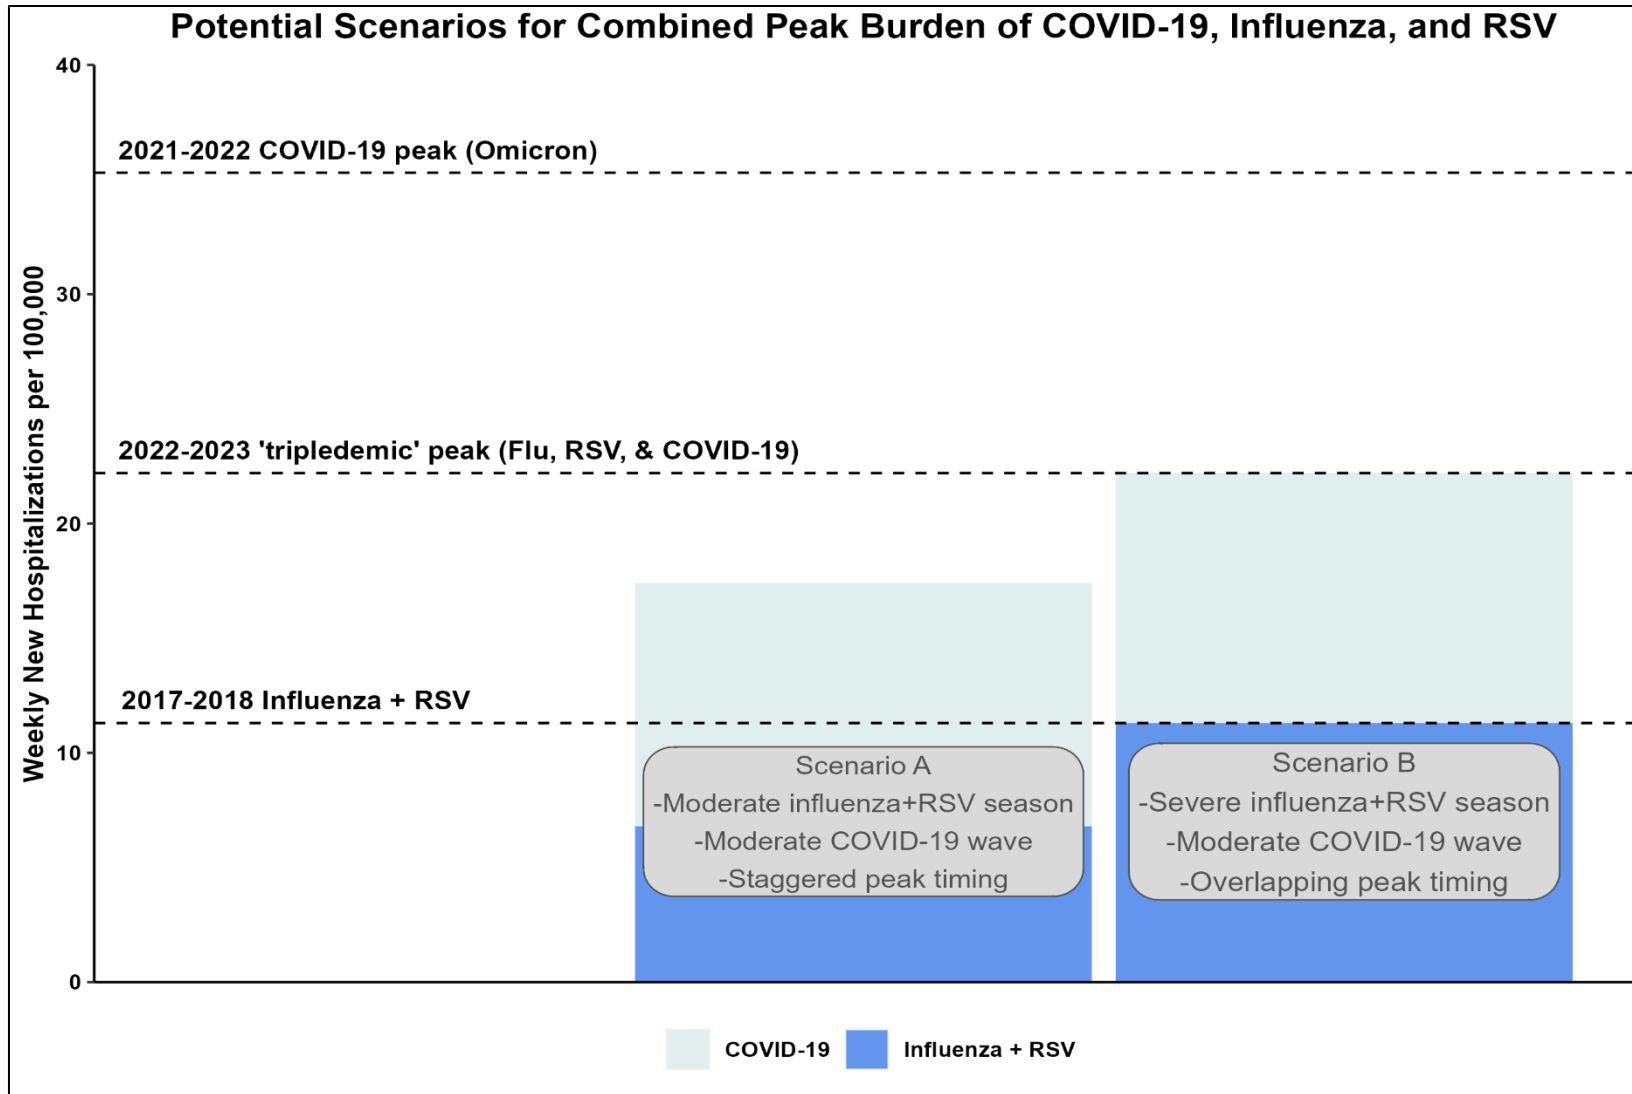 Potential Scenarios for Combined Peak Burden of COVID-19, Influenza, and RSV
Weekly New Hospitalizations per 100,000
40
30
20
10
0
2021-2022 COVID-19 peak (Omicron)
2022-2023 'tripledemic' peak (Flu, RSV, & COVID-19)
2017-2018 Influenza + RSV
Scenario A
-Moderate influenza+RSV season
-Moderate COVID-19 wave
-Staggered peak timing
Scenario B
-Severe influenza+RSV season
-Moderate COVID-19 wave
-Overlapping peak timing
COVID-19
Influenza + RSV